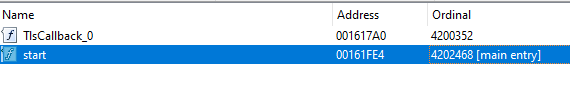 Name Address Ordinal
TlsCallback_0 001617A0 4200352
start 00161FE4 4202468 [main entry]